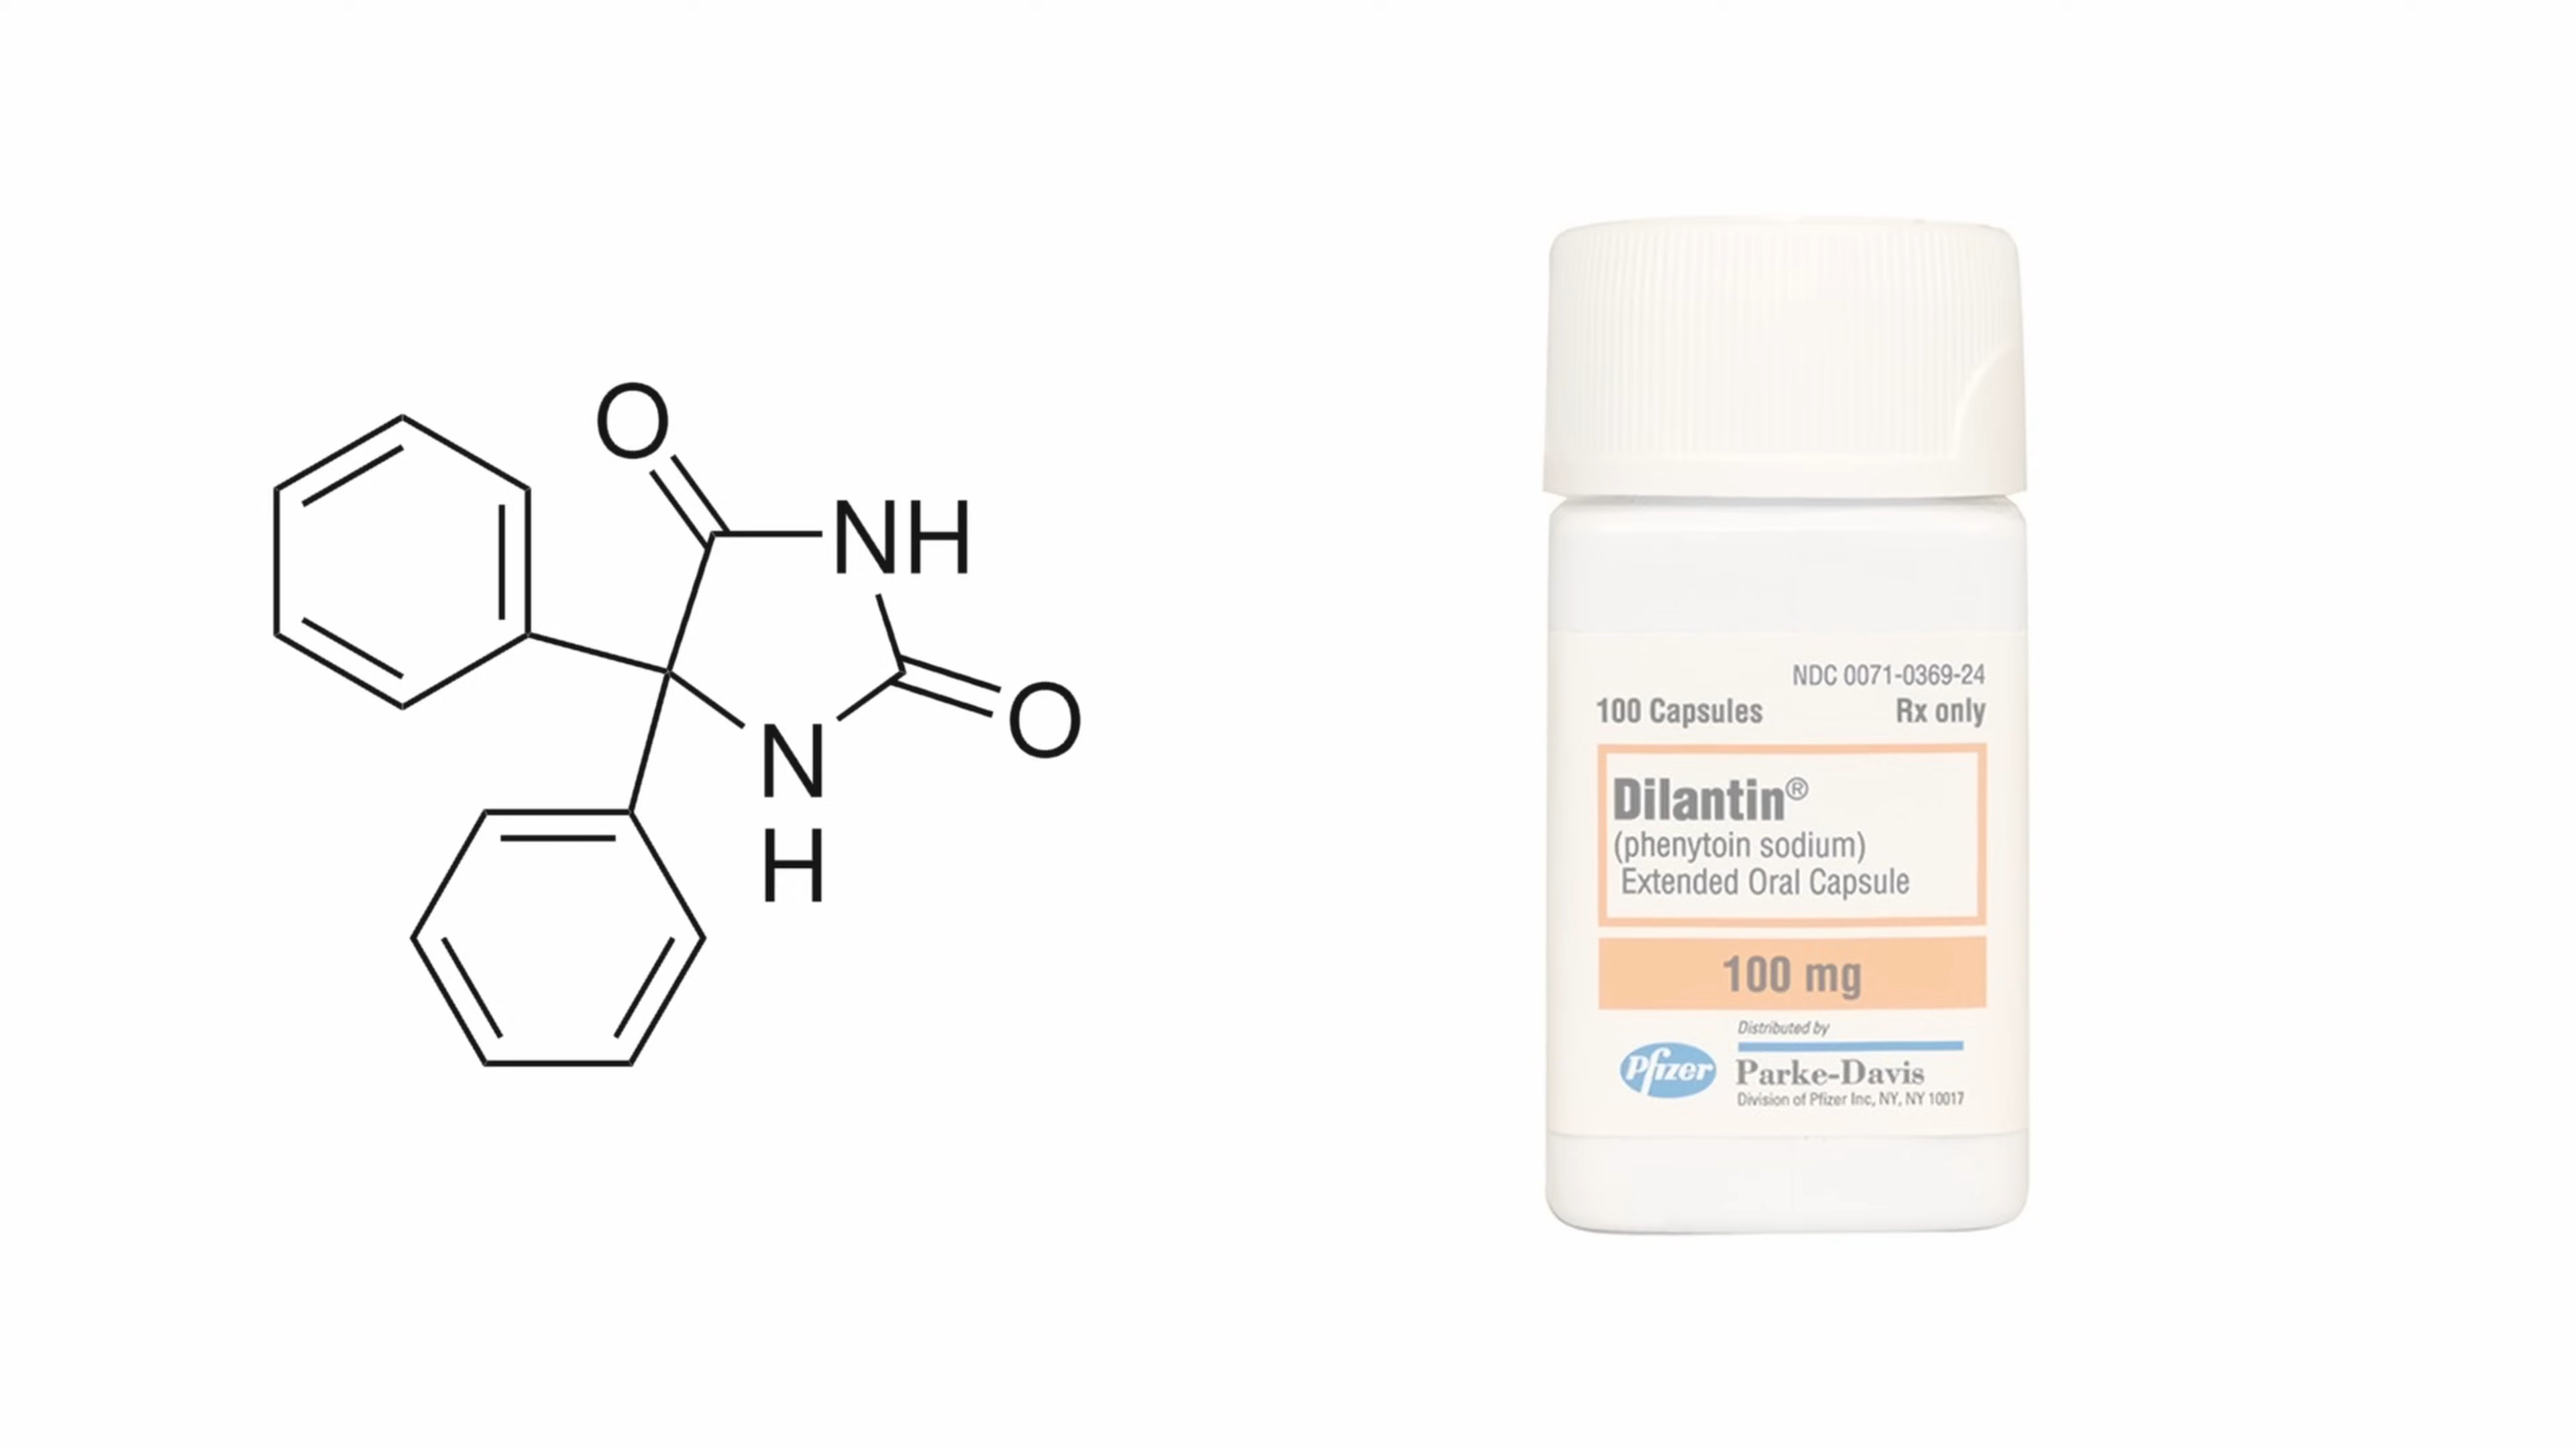 O
NH
O
N
H
NDC 0071-0369-24
100 Capsules Rx only
Dilantin®
(phenytoin sodium)
Extended Oral Capsule
100 mg
Distributed by
Pfizer
Parke-Davis
Division of Pfizer Inc, NY, NY 10017